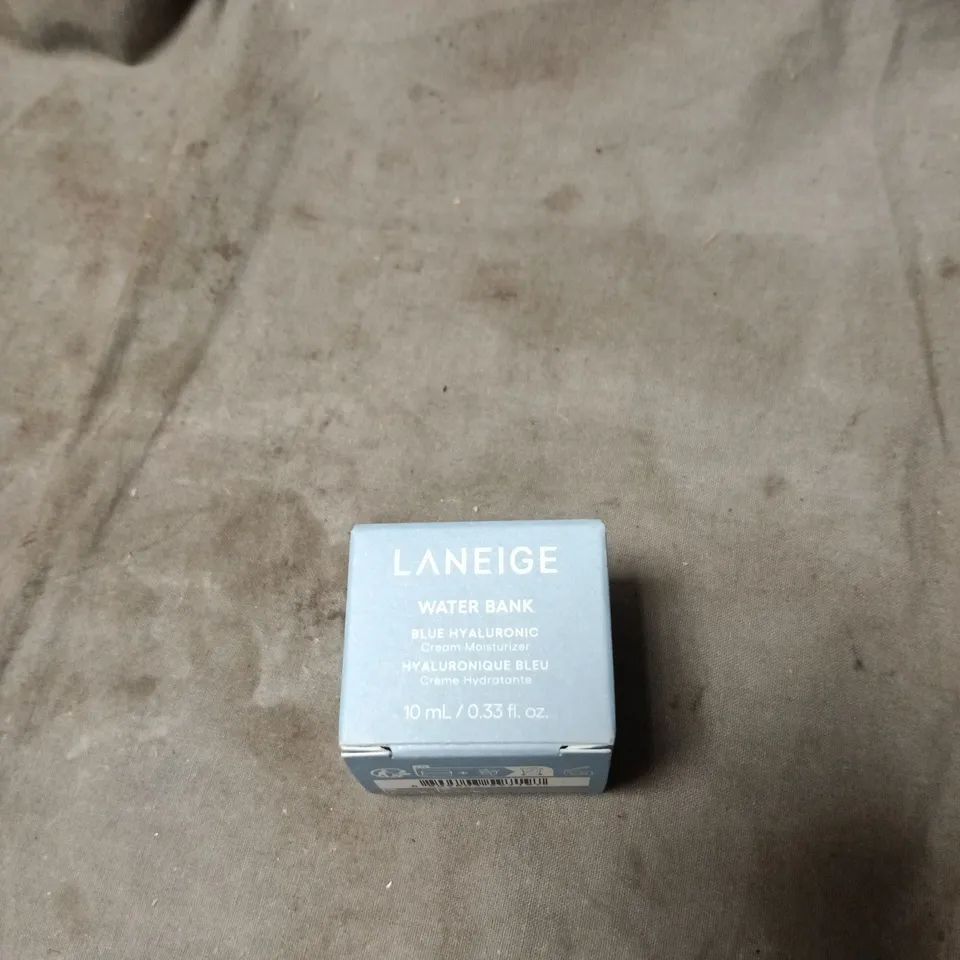 LANEIGE
WATER BANK
BLUE HYALURONIC
Cream Moisturizer
HYALURONIQUE BLEU
Crème Hydratante
10 mL / 0.33 fl. oz.